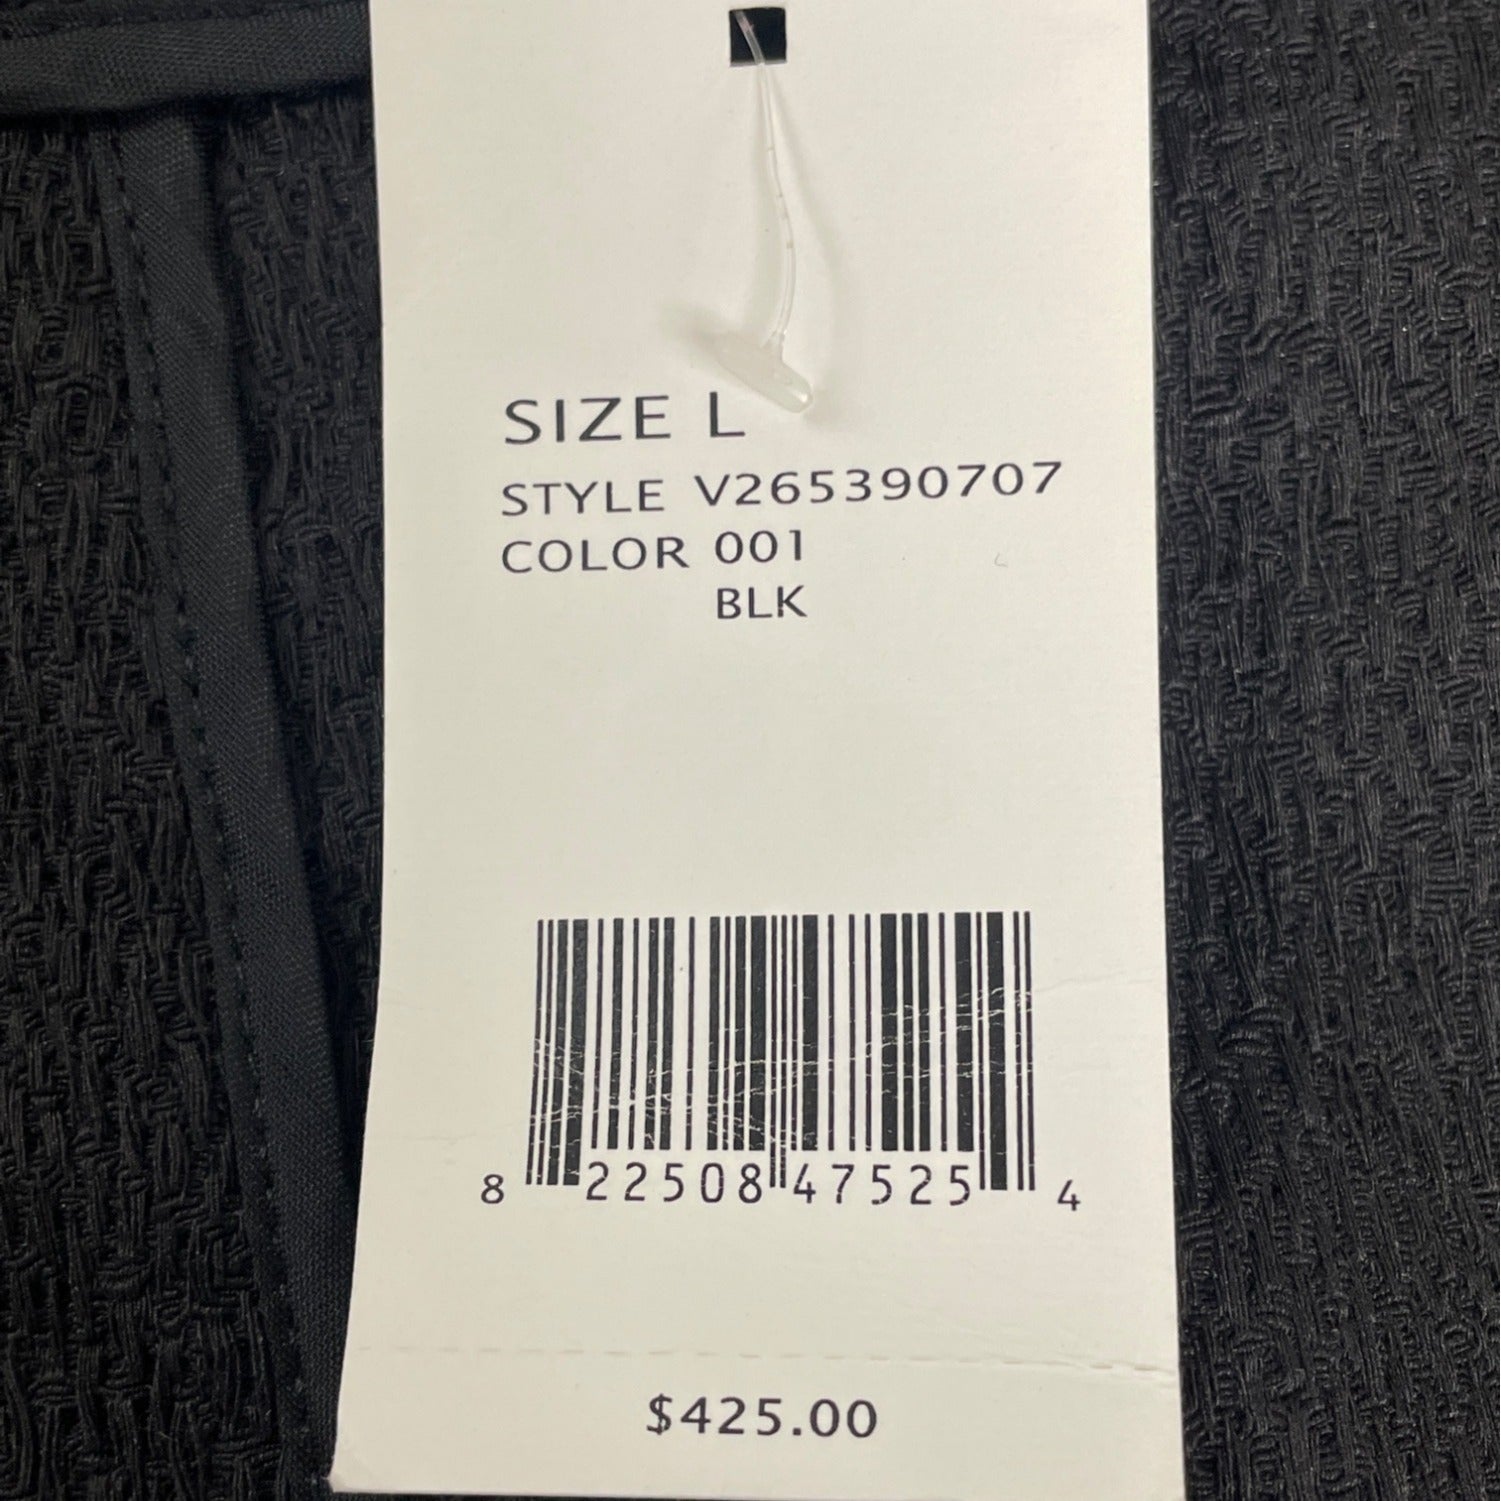 SIZE L
STYLE V265390707
COLOR 001
BLK
8 22508 47525 4
$425.00